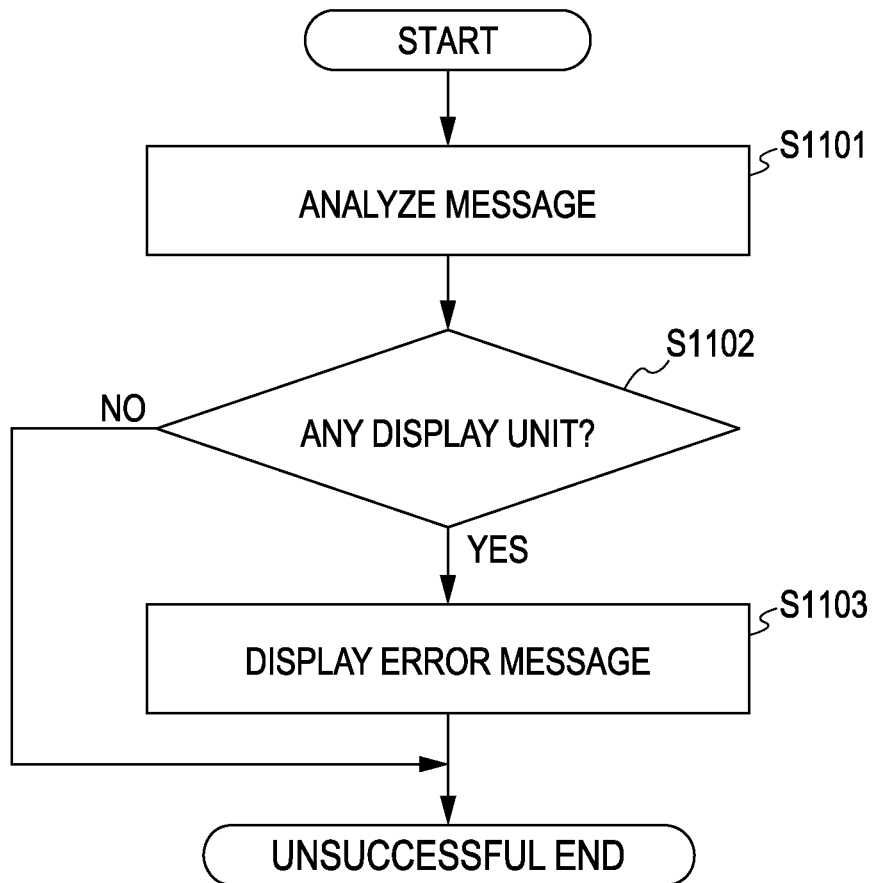 START
S1101
ANALYZE MESSAGE
S1102
NO
ANY DISPLAY UNIT?
YES
S1103
DISPLAY ERROR MESSAGE
UNSUCCESSFUL END